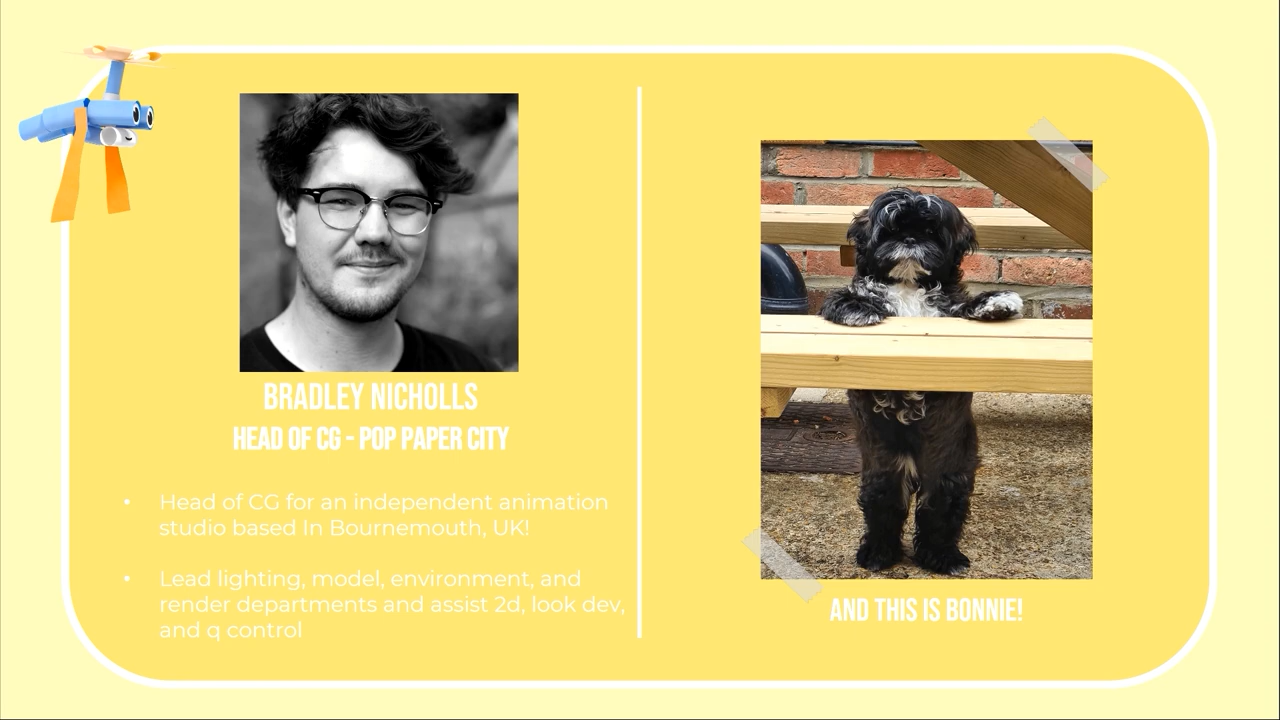 BRADLEY NICHOLLS
HEAD OF CG - POP PAPER CITY
• Head of CG for an independent animation
studio based In Bournemouth, UK!
• Lead lighting, model, environment, and
render departments and assist 2d, look dev,
and q control
AND THIS IS BONNIE!